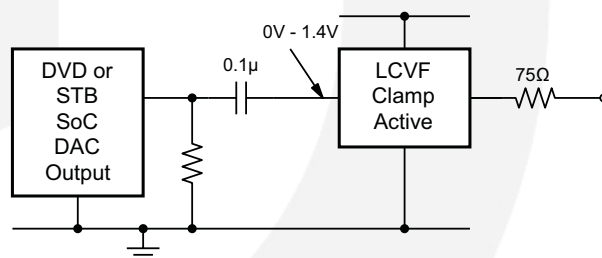 0V - 1.4V
DVD or
STB
SoC
DAC
Output
0.1µ
LCVF
Clamp
Active
75Ω